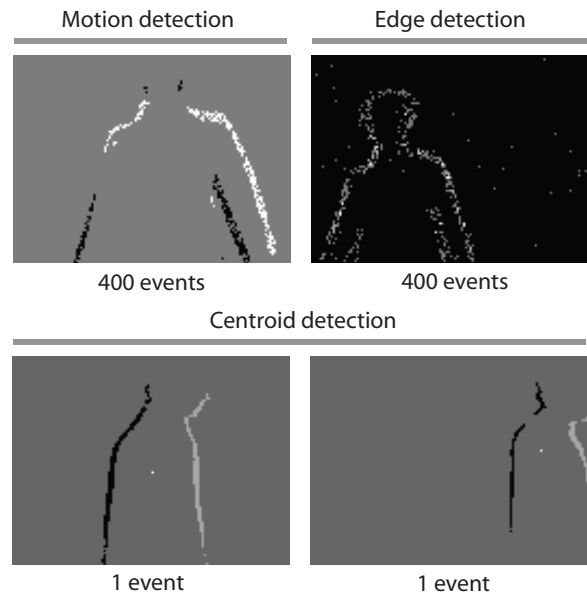 Motion detection
Edge detection
400 events
400 events
Centroid detection
1 event
1 event